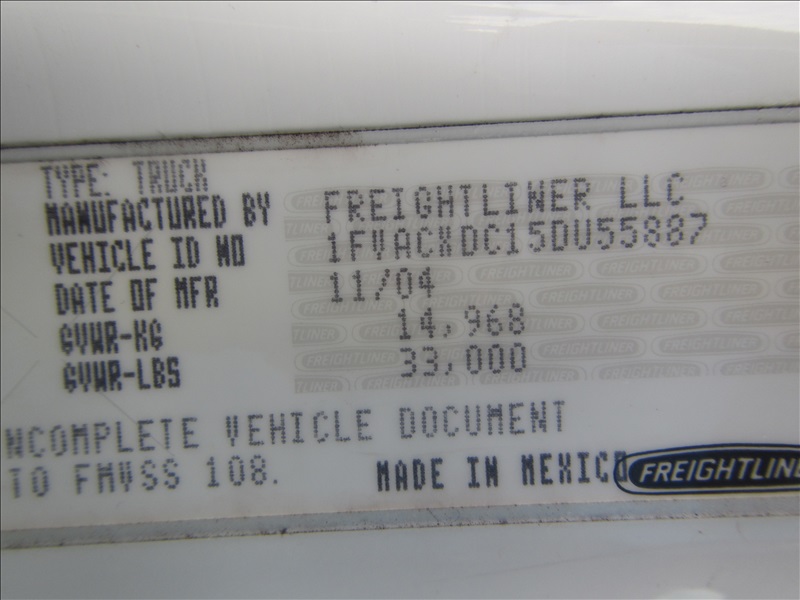 TYPE: TRUCK
MANUFACTURED BY FREIGHTLINER LLC
VEHICLE ID NO 1FVACXDC15DU55887
DATE OF MFR 11/04
GVWR-KG 14,968
GVWR-LBS 33,000
NCOMPLETE VEHICLE DOCUMENT
TO FMVSS 108. MADE IN MEXICO FREIGHTLINE